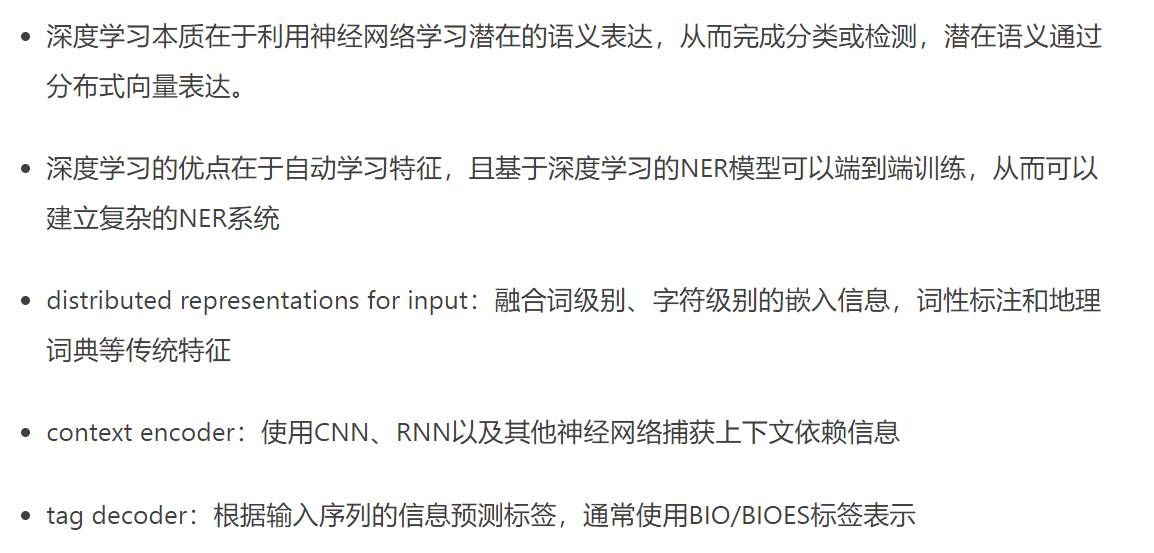 深度学习本质在于利用神经网络学习潜在的语义表达，从而完成分类或检测，潜在语义通过
分布式向量表达。
深度学习的优点在于自动学习特征，且基于深度学习的NER模型可以端到端训练，从而可以
建立复杂的NER系统
distributed representations for input：融合词级别、字符级别的嵌入信息，词性标注和地理
词典等传统特征
context encoder：使用CNN、RNN以及其他神经网络捕获上下文依赖信息
tag decoder：根据输入序列的信息预测标签，通常使用BIO/BIOES标签表示